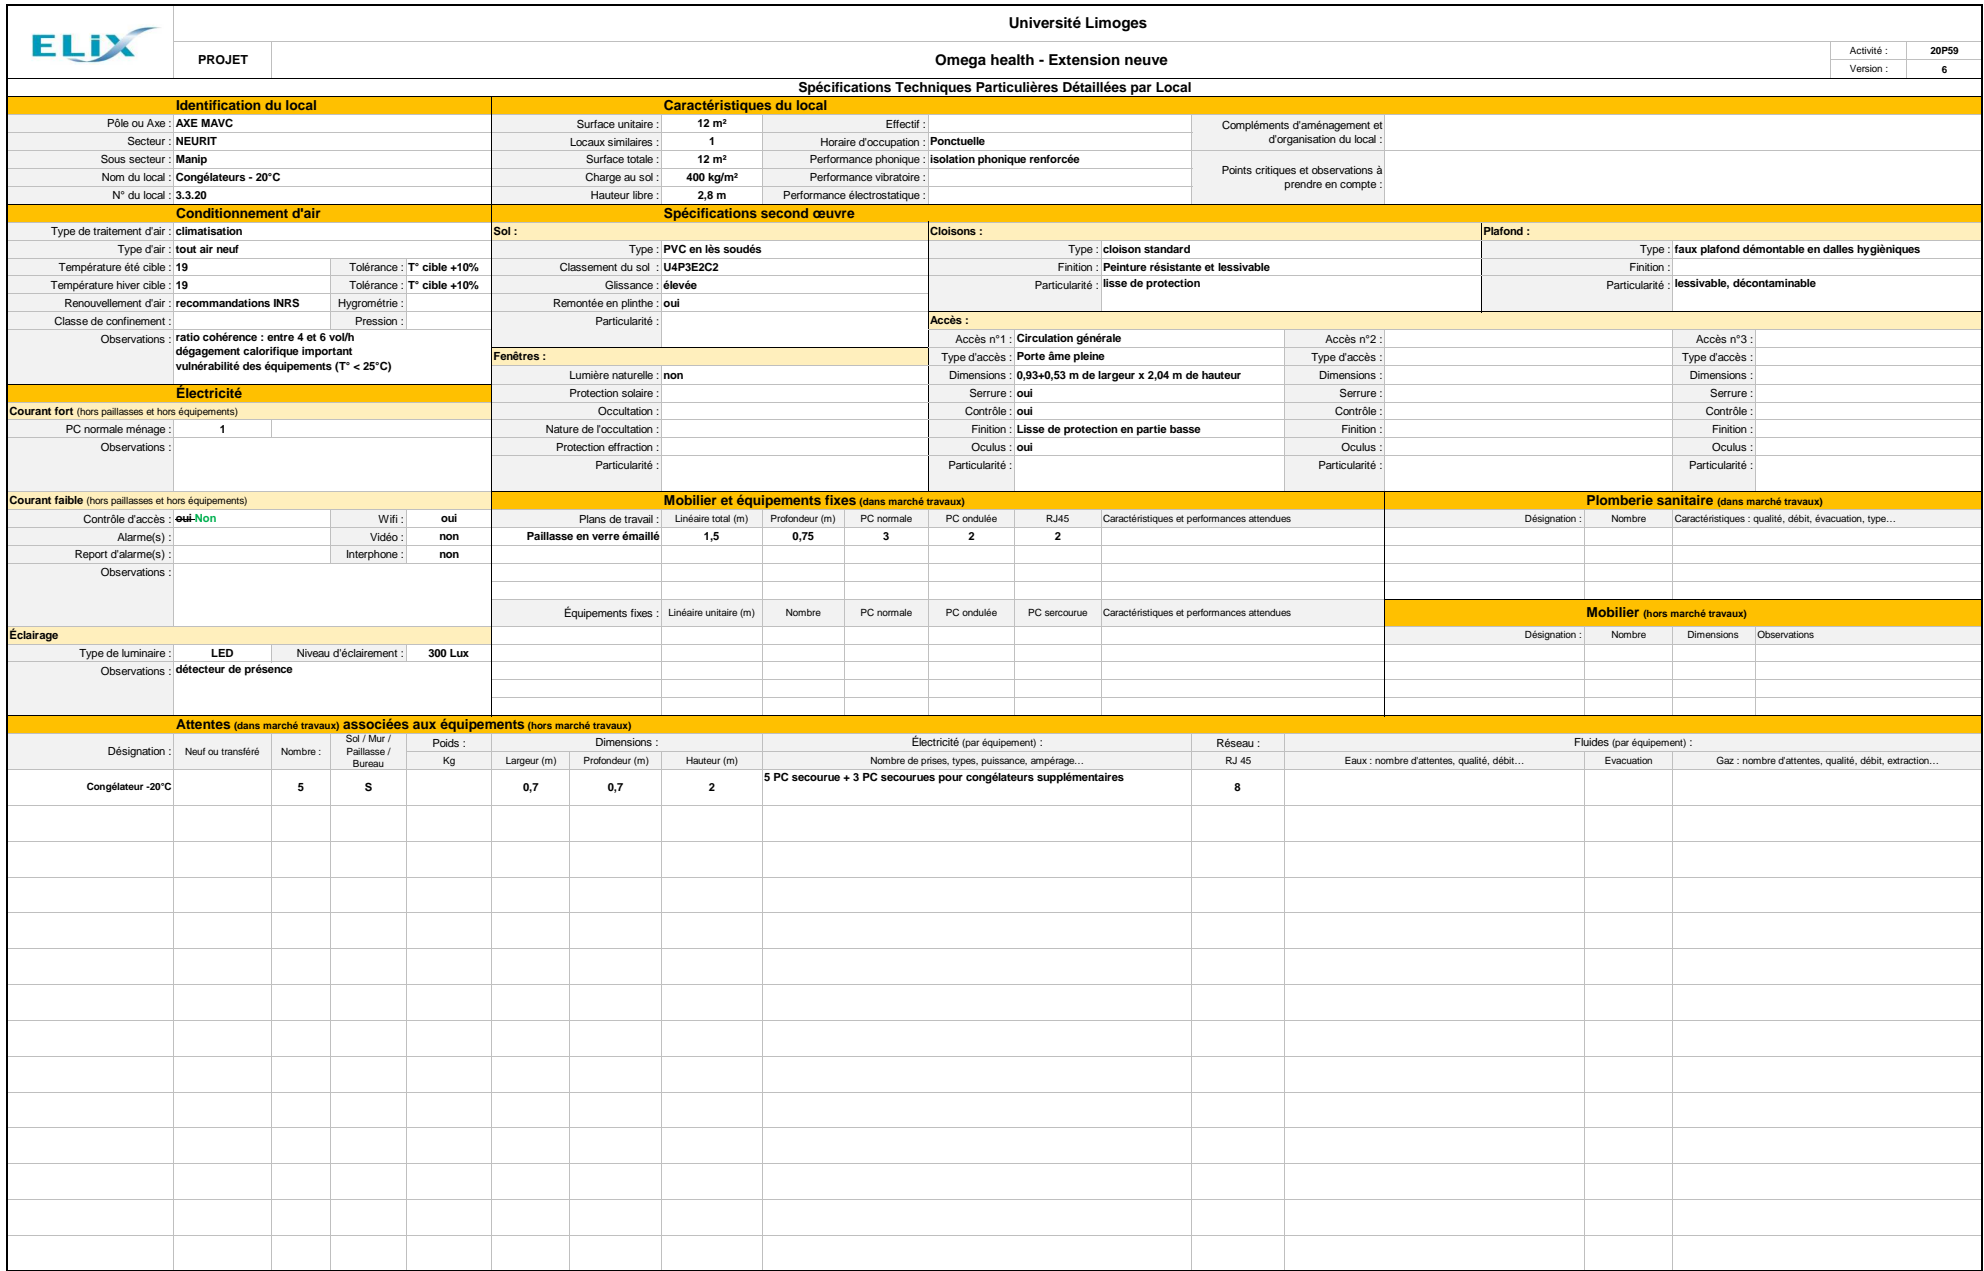 ELiX
Université Limoges
PROJET
Omega health - Extension neuve
Activité : 20P59
Version : 6
Spécifications Techniques Particulières Détaillées par Local
Identification du local
Pôle ou Axe : AXE MAVC
Secteur : NEURIT
Sous secteur : Manip
Nom du local : Congélateurs - 20°C
N° du local : 3.3.20
Caractéristiques du local
Surface unitaire : 12 m² Effectif :
Locaux similaires : 1 Horaire d'occupation : Ponctuelle
Surface totale : 12 m² Performance phonique : isolation phonique renforcée
Charge au sol : 400 kg/m² Performance vibratoire :
Hauteur libre : 2,8 m Performance électrostatique :
Compléments d'aménagement et
d'organisation du local :
Points critiques et observations à
prendre en compte :
Conditionnement d'air
Type de traitement d'air : climatisation
Type d'air : tout air neuf
Température été cible : 19 Tolérance : T° cible +10%
Température hiver cible : 19 Tolérance : T° cible +10%
Renouvellement d'air : recommandations INRS Hygrométrie :
Classe de confinement : Pression :
Observations : ratio cohérence : entre 4 et 6 vol/h
dégagement calorifique important
vulnérabilité des équipements (T° < 25°C)
Spécifications second œuvre
Sol :
Type : PVC en lès soudés
Classement du sol : U4P3E2C2
Glissance : élevée
Remontée en plinthe : oui
Particularité :
Cloisons :
Type : cloison standard
Finition : Peinture résistante et lessivable
Particularité : lisse de protection
Plafond :
Type : faux plafond démontable en dalles hygièniques
Finition :
Particularité : lessivable, décontaminable
Fenêtres :
Lumière naturelle : non
Protection solaire :
Occultation :
Nature de l'occultation :
Protection effraction :
Particularité :
Accès :
Accès n°1 : Circulation générale Accès n°2 : Accès n°3 :
Type d'accès : Porte âme pleine Type d'accès : Type d'accès :
Dimensions : 0,93+0,53 m de largeur x 2,04 m de hauteur Dimensions : Dimensions :
Serrure : oui Serrure : Serrure :
Contrôle : oui Contrôle : Contrôle :
Finition : Lisse de protection en partie basse Finition : Finition :
Oculus : oui Oculus : Oculus :
Particularité : Particularité : Particularité :
Électricité
Courant fort (hors paillasses et hors équipements)
PC normale ménage : 1
Observations :
Courant faible (hors paillasses et hors équipements)
Contrôle d'accès : oui Non Wifi : oui
Alarme(s) : Vidéo : non
Report d'alarme(s) : Interphone : non
Observations :
Éclairage
Type de luminaire : LED Niveau d'éclairement : 300 Lux
Observations : détecteur de présence
Mobilier et équipements fixes (dans marché travaux)
Plans de travail : Linéaire total (m) Profondeur (m) PC normale PC ondulée RJ45 Caractéristiques et performances attendues
Paillasse en verre émaillé 1,5 0,75 3 2 2
Équipements fixes : Linéaire unitaire (m) Nombre PC normale PC ondulée PC sercourue Caractéristiques et performances attendues
Plomberie sanitaire (dans marché travaux)
Désignation : Nombre Caractéristiques : qualité, débit, évacuation, type…
Mobilier (hors marché travaux)
Désignation : Nombre Dimensions Observations
Attentes (dans marché travaux) associées aux équipements (hors marché travaux)
Désignation : Neuf ou transféré Nombre : Sol / Mur / Paillasse / Bureau Poids : Dimensions : Électricité (par équipement) : Réseau : Fluides (par équipement) :
Kg Largeur (m) Profondeur (m) Hauteur (m) Nombre de prises, types, puissance, ampérage… RJ 45 Eaux : nombre d'attentes, qualité, débit… Evacuation Gaz : nombre d'attentes, qualité, débit, extraction…
Congélateur -20°C 5 S 0,7 0,7 2 5 PC secourue + 3 PC secourues pour congélateurs supplémentaires 8